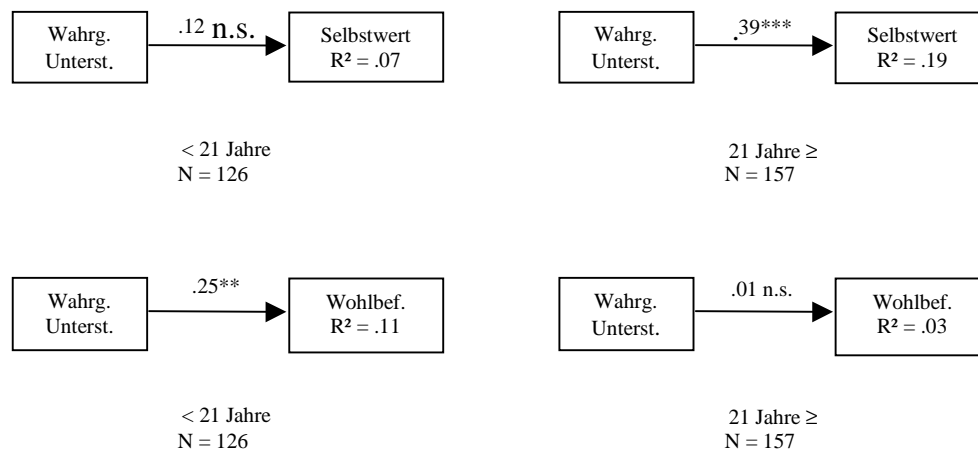 .12 n.s.
Wahrg.
Unterst.
Selbstwert
R² = .07
< 21 Jahre
N = 126
.39***
Wahrg.
Unterst.
Selbstwert
R² = .19
21 Jahre ≥
N = 157
.25**
Wahrg.
Unterst.
Wohlbef.
R² = .11
< 21 Jahre
N = 126
.01 n.s.
Wahrg.
Unterst.
Wohlbef.
R² = .03
21 Jahre ≥
N = 157